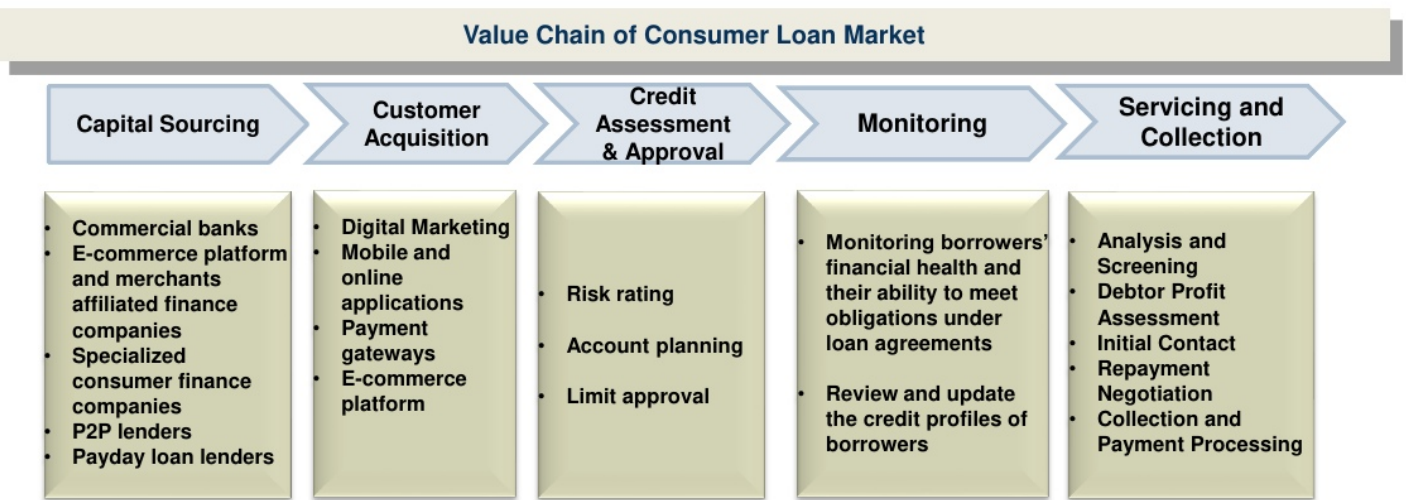 Value Chain of Consumer Loan Market
Capital Sourcing
Customer
Acquisition
Credit
Assessment
& Approval
Monitoring
Servicing and
Collection
• Commercial banks
• E-commerce platform
and merchants
affiliated finance
companies
• Specialized
consumer finance
companies
• P2P lenders
• Payday loan lenders
• Digital Marketing
• Mobile and
online
applications
• Payment
gateways
• E-commerce
platform
• Risk rating
• Account planning
• Limit approval
• Monitoring borrowers'
financial health and
their ability to meet
obligations under
loan agreements
• Review and update
the credit profiles of
borrowers
• Analysis and
Screening
• Debtor Profit
Assessment
• Initial Contact
• Repayment
Negotiation
• Collection and
Payment Processing